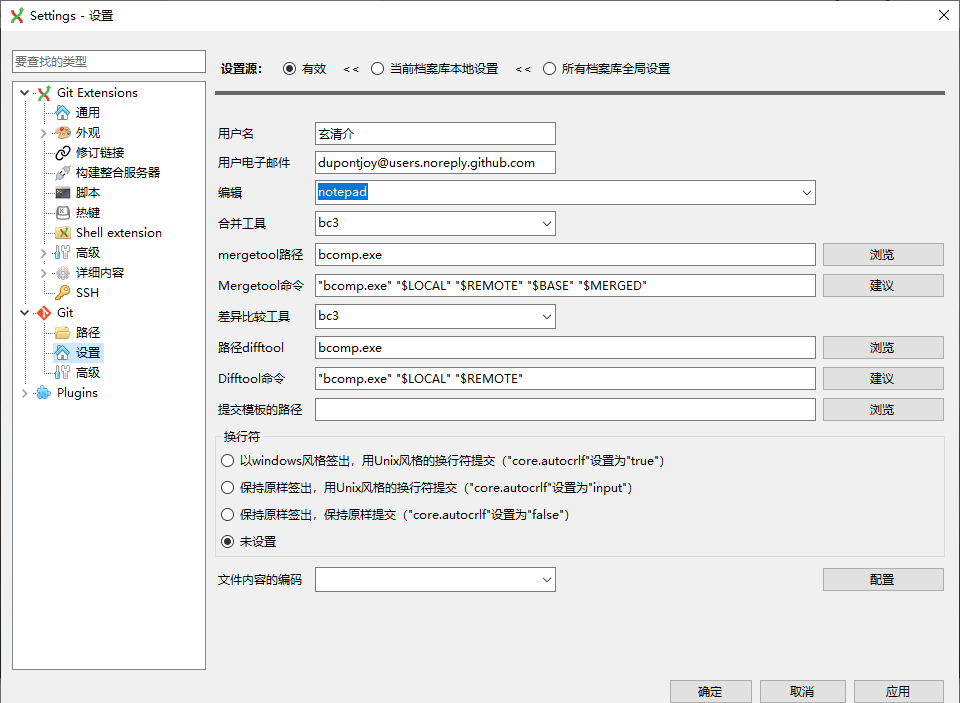 Settings - 设置
要查找的类型
Git Extensions
通用
外观
修订链接
构建整合服务器
脚本
热键
Shell extension
高级
详细内容
SSH
Git
路径
设置
高级
Plugins
设置源: 有效 << 当前档案库本地设置 << 所有档案库全局设置
用户名 玄清介
用户电子邮件 dupontjoy@users.noreply.github.com
编辑 notepad
合并工具 bc3
mergetool路径 bcomp.exe 浏览
Mergetool命令 "bcomp.exe" "$LOCAL" "$REMOTE" "$BASE" "$MERGED" 建议
差异比较工具 bc3
路径difftool bcomp.exe 浏览
Difftool命令 "bcomp.exe" "$LOCAL" "$REMOTE" 建议
提交模板的路径 浏览
换行符
以windows风格签出，用Unix风格的换行符提交（"core.autocrlf"设置为"true"）
保持原样签出，用Unix风格的换行符提交（"core.autocrlf"设置为"input"）
保持原样签出，保持原样提交（"core.autocrlf"设置为"false"）
未设置
文件内容的编码 配置
确定 取消 应用